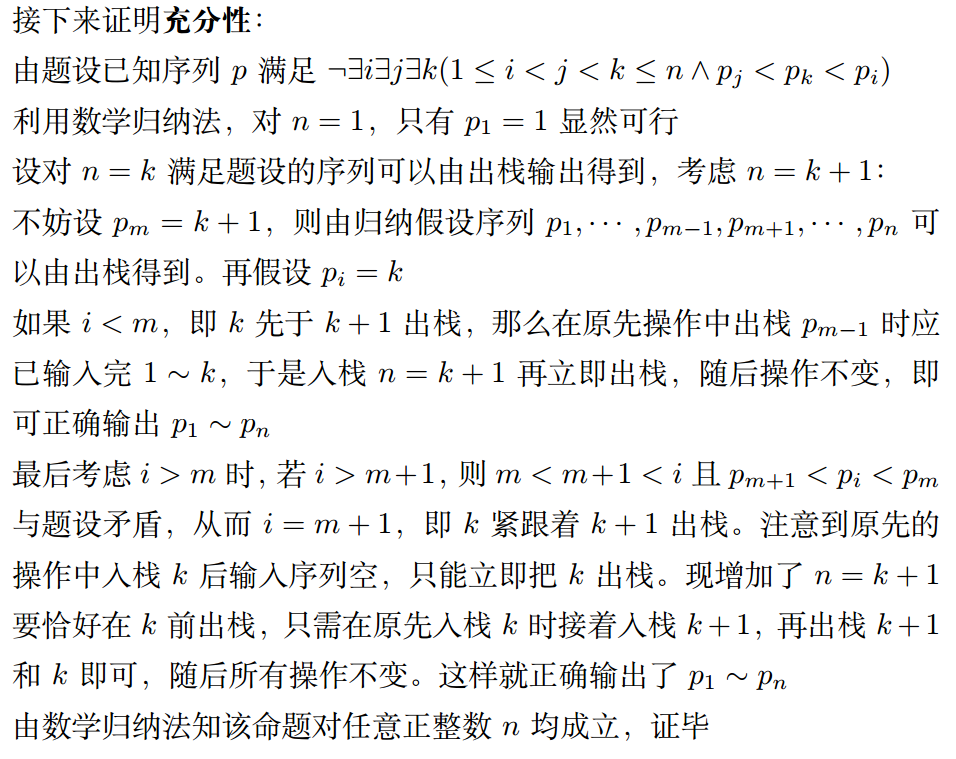 接下来证明充分性：
由题设已知序列 p 满足 ¬∃i∃j∃k(1 ≤ i < j < k ≤ n ∧ p_j < p_k < p_i)
利用数学归纳法，对 n = 1，只有 p_1 = 1 显然可行
设对 n = k 满足题设的序列可以由出栈输出得到，考虑 n = k + 1：
不妨设 p_m = k + 1，则由归纳假设序列 p_1, ⋯ , p_{m−1}, p_{m+1}, ⋯ , p_n 可
以由出栈得到。再假设 p_i = k
如果 i < m，即 k 先于 k + 1 出栈，那么在原先操作中出栈 p_{m−1} 时应
已输入完 1 ∼ k，于是入栈 n = k + 1 再立即出栈，随后操作不变，即
可正确输出 p_1 ∼ p_n
最后考虑 i > m 时，若 i > m+1，则 m < m+1 < i 且 p_{m+1} < p_i < p_m
与题设矛盾，从而 i = m + 1，即 k 紧跟着 k + 1 出栈。注意到原先的
操作中入栈 k 后输入序列空，只能立即把 k 出栈。现增加了 n = k + 1
要恰好在 k 前出栈，只需在原先入栈 k 时接着入栈 k + 1，再出栈 k + 1
和 k 即可，随后所有操作不变。这样就正确输出了 p_1 ∼ p_n
由数学归纳法知该命题对任意正整数 n 均成立，证毕